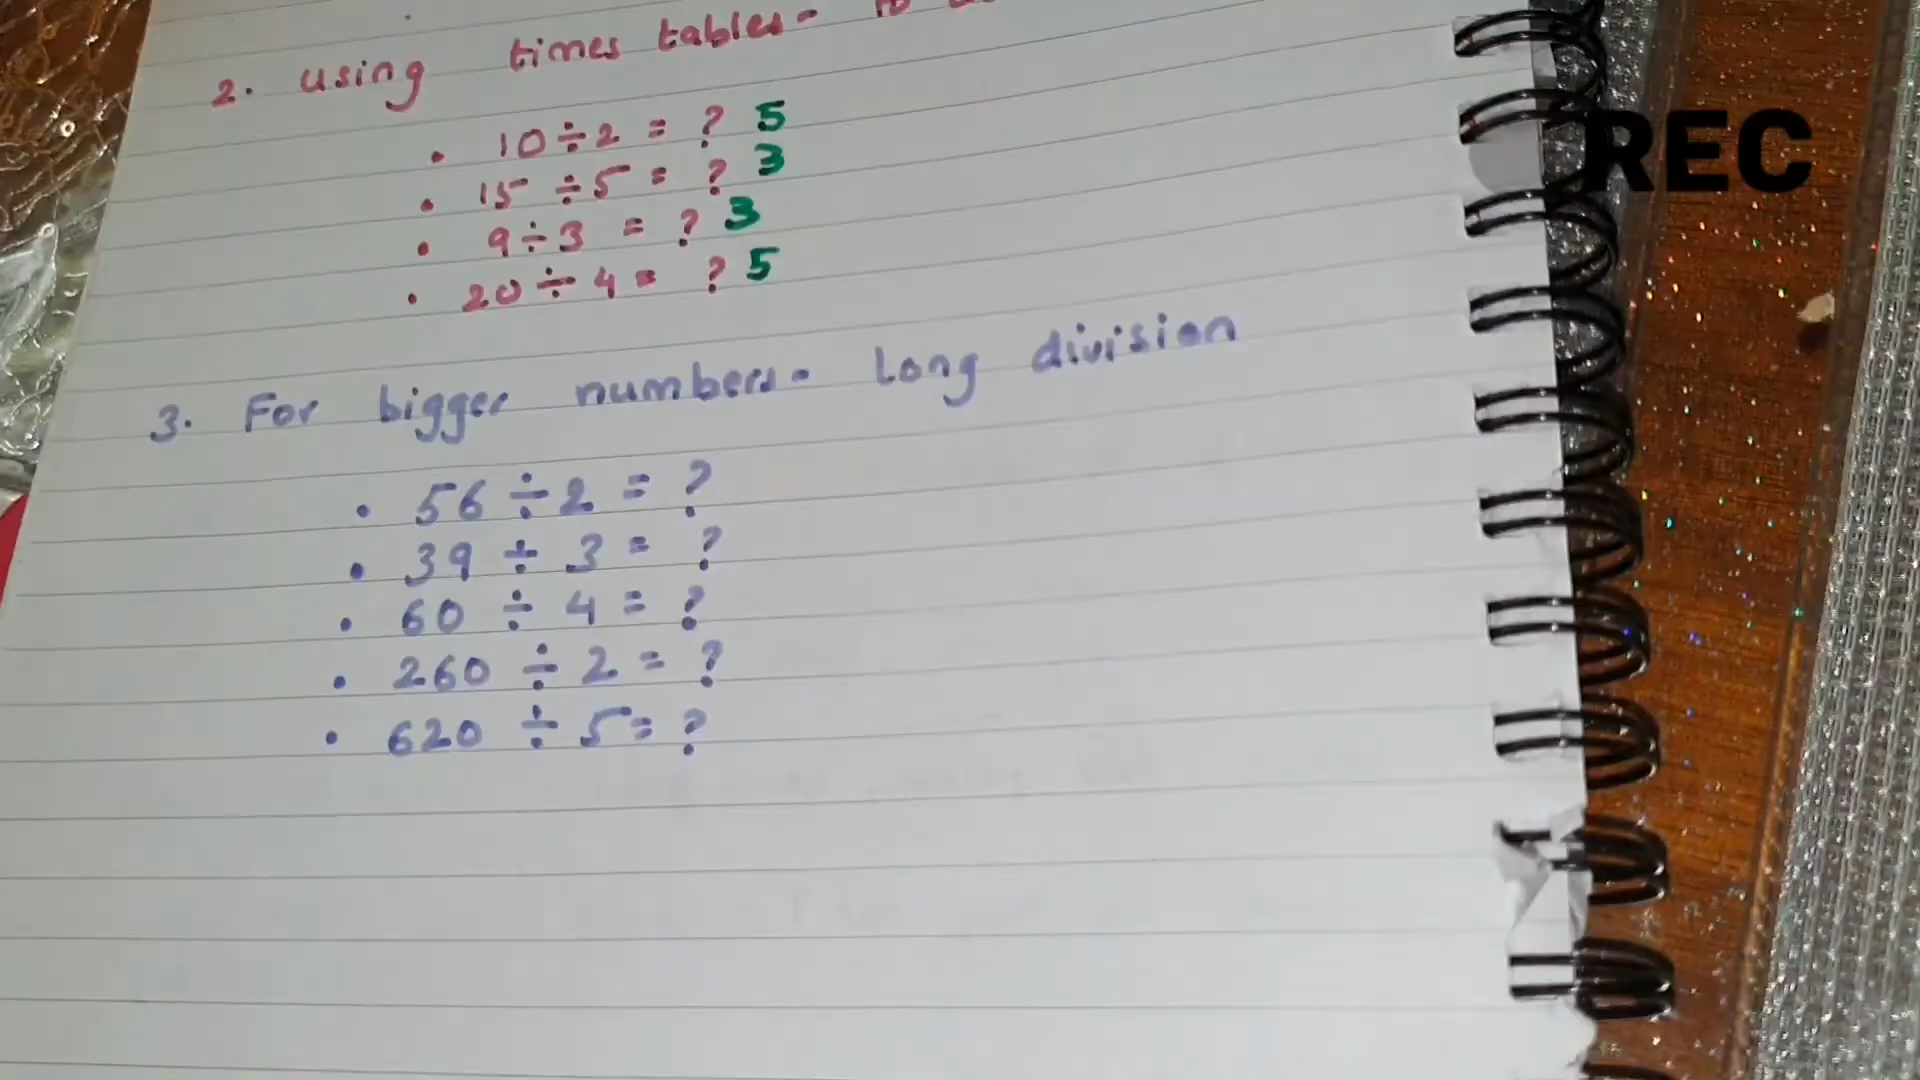 2. using times tables- to
• 10 ÷ 2 = ? 5
• 15 ÷ 5 = ? 3
• 9 ÷ 3 = ? 3
• 20 ÷ 4 = ? 5
3. For bigger numbers- Long division
• 56 ÷ 2 = ?
• 39 ÷ 3 = ?
• 60 ÷ 4 = ?
• 260 ÷ 2 = ?
• 620 ÷ 5 = ?
REC